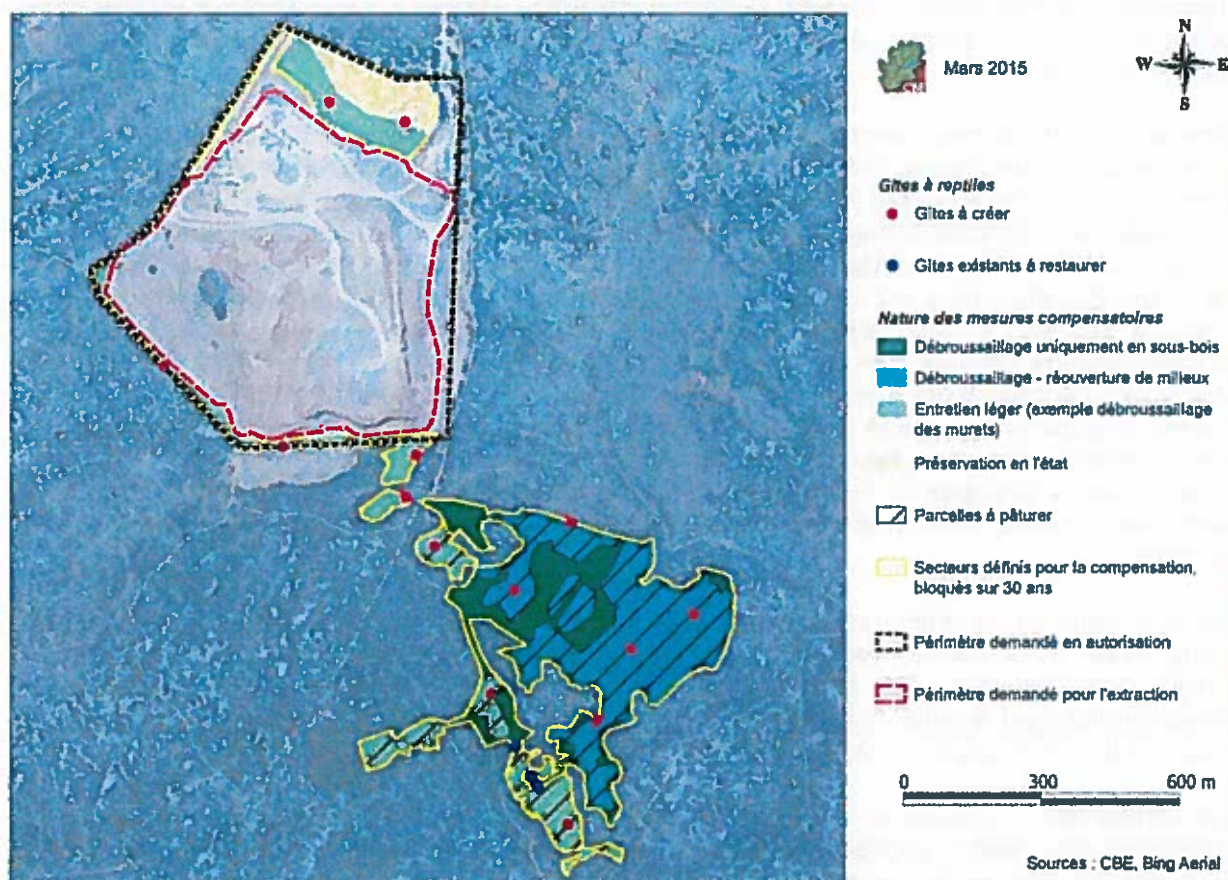 Mars 2015
N
W E
S
Gîtes à reptiles
Gîtes à créer
Gîtes existants à restaurer
Nature des mesures compensatoires
Débroussaillage uniquement en sous-bois
Débroussaillage - réouverture de milieux
Entretien léger (exemple débroussaillage
des murets)
Préservation en l'état
Parcelles à pâturer
Secteurs définis pour la compensation,
bloqués sur 30 ans
Périmètre demandé en autorisation
Périmètre demandé pour l'extraction
0 300 600 m
Sources : CBE, Bing Aerial